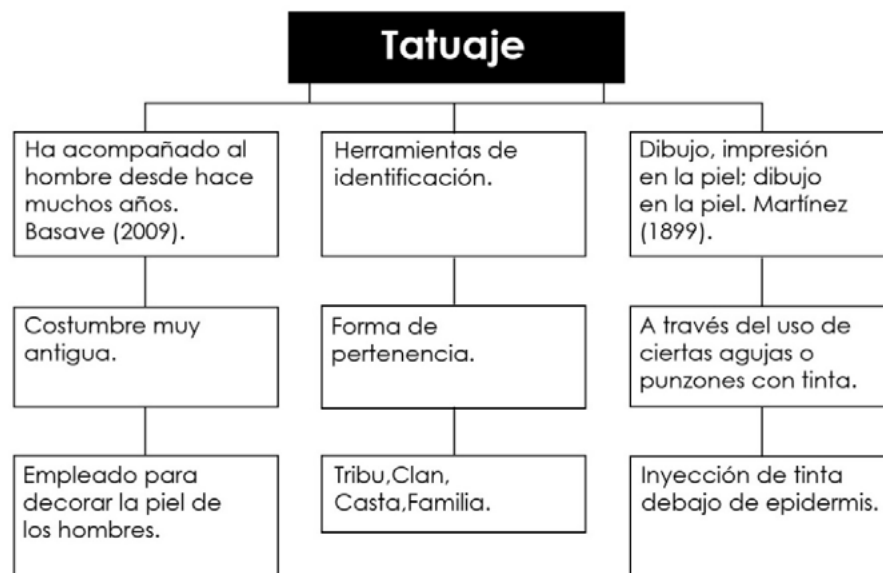 Tatuaje
Ha acompañado al
hombre desde hace
muchos años.
Basave (2009).
Herramientas de
identificación.
Dibujo, impresión
en la piel; dibujo
en la piel. Martínez
(1899).
Costumbre muy
antigua.
Forma de
pertenencia.
A través del uso de
ciertas agujas o
punzones con tinta.
Empleado para
decorar la piel de
los hombres.
Tribu,Clan,
Casta,Familia.
Inyección de tinta
debajo de epidermis.